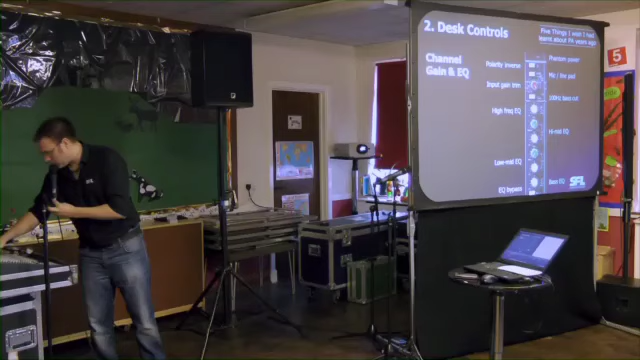 2. Desk Controls
Five Things I wish I had
learnt about PA years ago
Channel
Gain & EQ
Polarity inverse
Phantom power
Mic / line pad
Input gain trim
100Hz bass cut
High freq EQ
Hi-mid EQ
Low-mid EQ
Bass EQ
EQ bypass
SFL
5